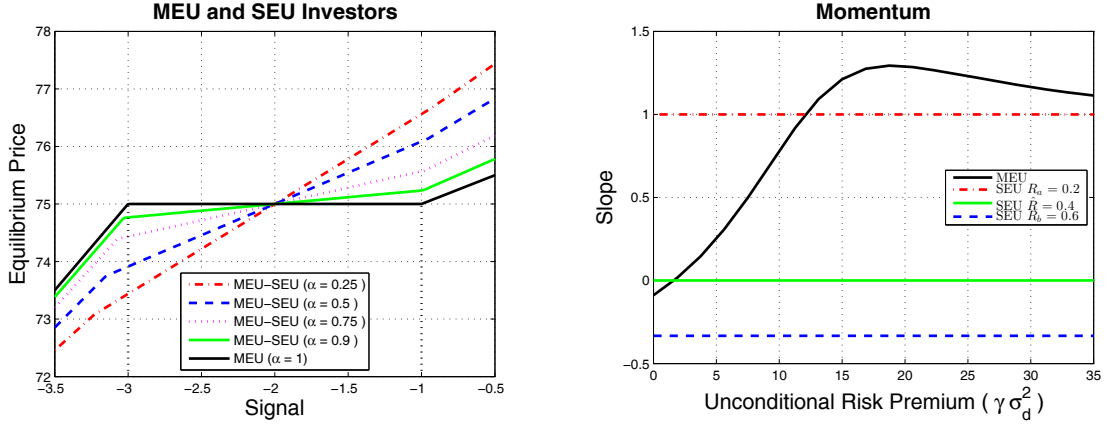 MEU and SEU Investors
78
77
76
75
74
73
72
Equilibrium Price
−3.5 −3 −2.5 −2 −1.5 −1 −0.5
Signal
MEU−SEU (α = 0.25 )
MEU−SEU (α = 0.5 )
MEU−SEU (α = 0.75 )
MEU−SEU (α = 0.9 )
MEU (α = 1)
Momentum
1.5
1
0.5
0
−0.5
Slope
0 5 10 15 20 25 30 35
Unconditional Risk Premium ( γ σ_d^2 )
MEU
SEU R_a = 0.2
SEU R̂ = 0.4
SEU R_b = 0.6